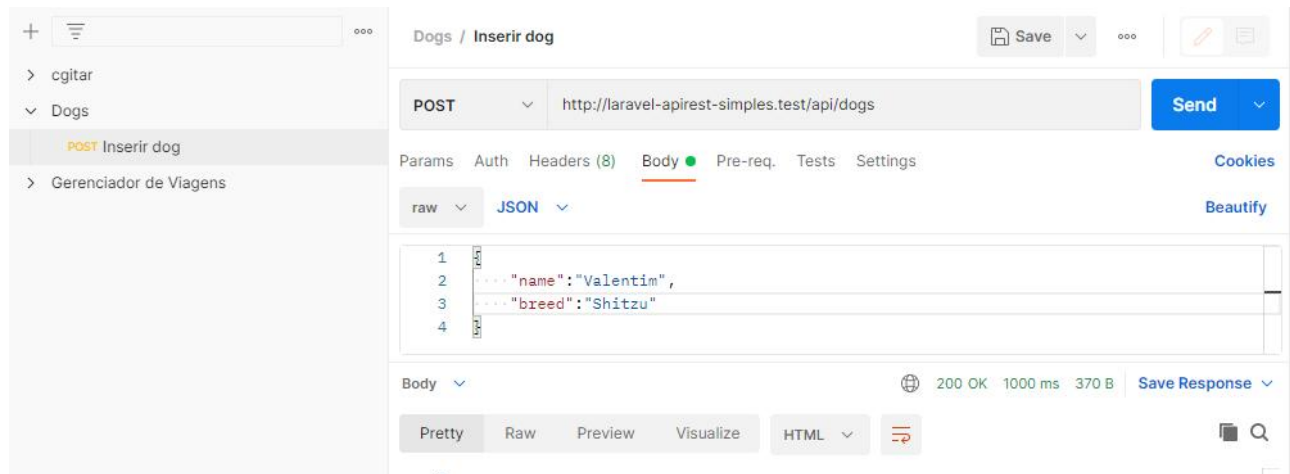 Dogs / Inserir dog
Save
cgitar
Dogs
POST Inserir dog
Gerenciador de Viagens
POST http://laravel-apirest-simples.test/api/dogs Send
Params Auth Headers (8) Body Pre-req. Tests Settings Cookies
raw JSON Beautify
1 {
2 "name":"Valentim",
3 "breed":"Shitzu"
4 }
Body 200 OK 1000 ms 370 B Save Response
Pretty Raw Preview Visualize HTML